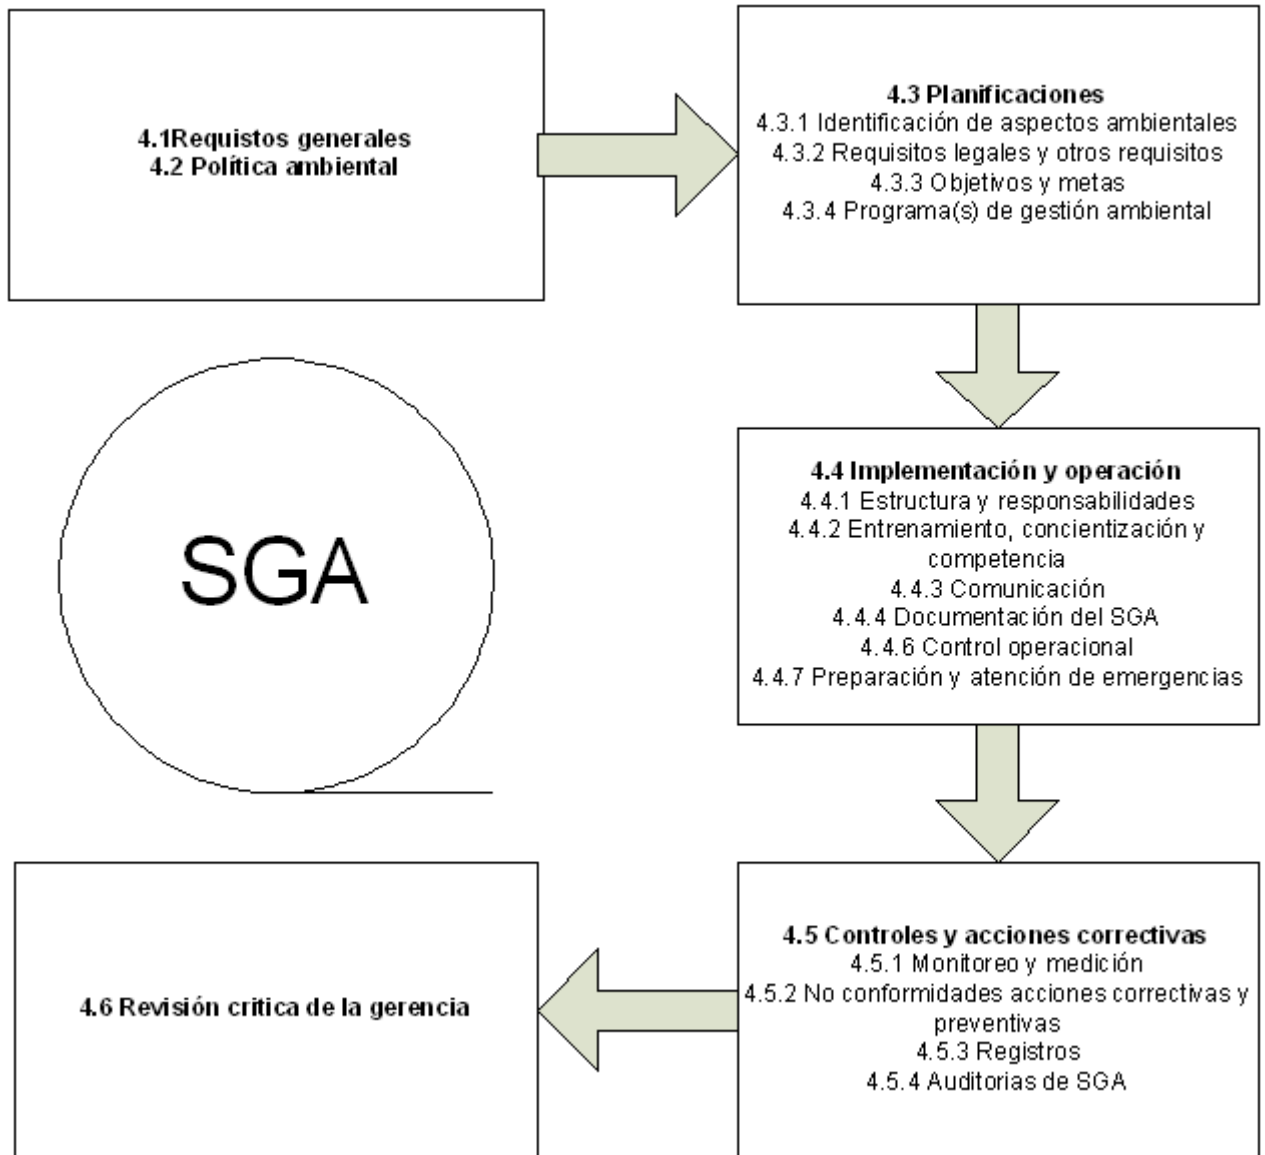 4.1Requistos generales
4.2 Política ambiental
4.3 Planificaciones
4.3.1 Identificación de aspectos ambientales
4.3.2 Requisitos legales y otros requisitos
4.3.3 Objetivos y metas
4.3.4 Programa(s) de gestión ambiental
SGA
4.4 Implementación y operación
4.4.1 Estructura y responsabilidades
4.4.2 Entrenamiento, concientización y
competencia
4.4.3 Comunicación
4.4.4 Documentación del SGA
4.4.6 Control operacional
4.4.7 Preparación y atención de emergencias
4.5 Controles y acciones correctivas
4.5.1 Monitoreo y medición
4.5.2 No conformidades acciones correctivas y
preventivas
4.5.3 Registros
4.5.4 Auditorias de SGA
4.6 Revisión critica de la gerencia